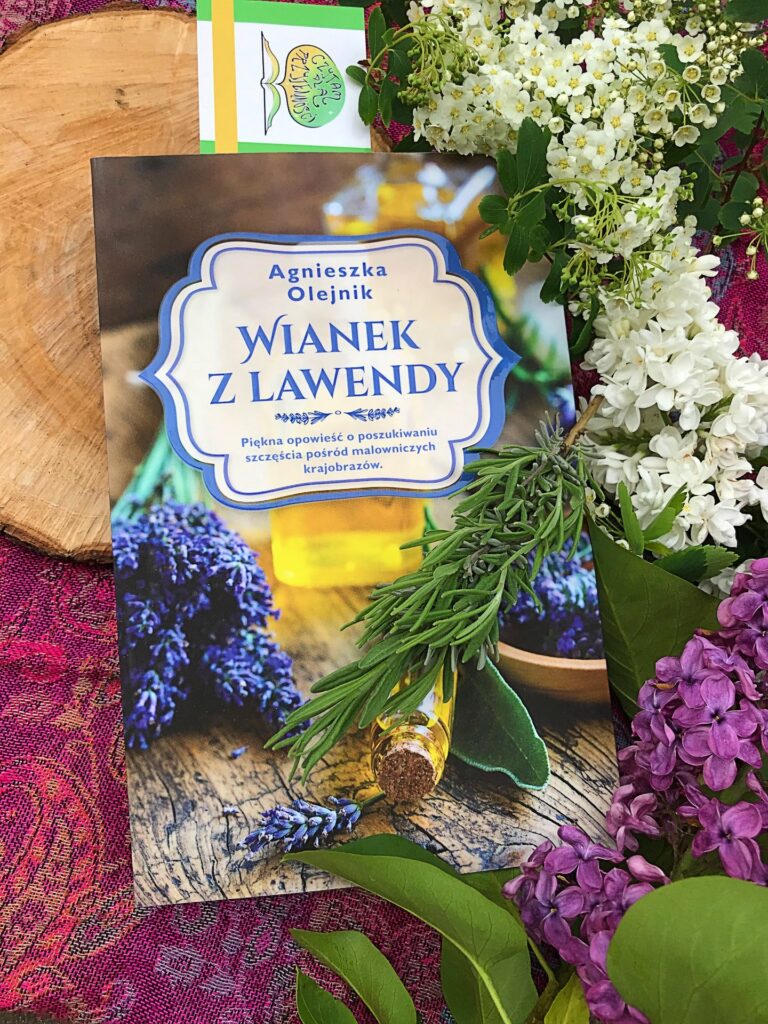 Agnieszka
Olejnik
WIANEK
Z LAWENDY
Piękna opowieść o poszukiwaniu
szczęścia pośród malowniczych
krajobrazów.